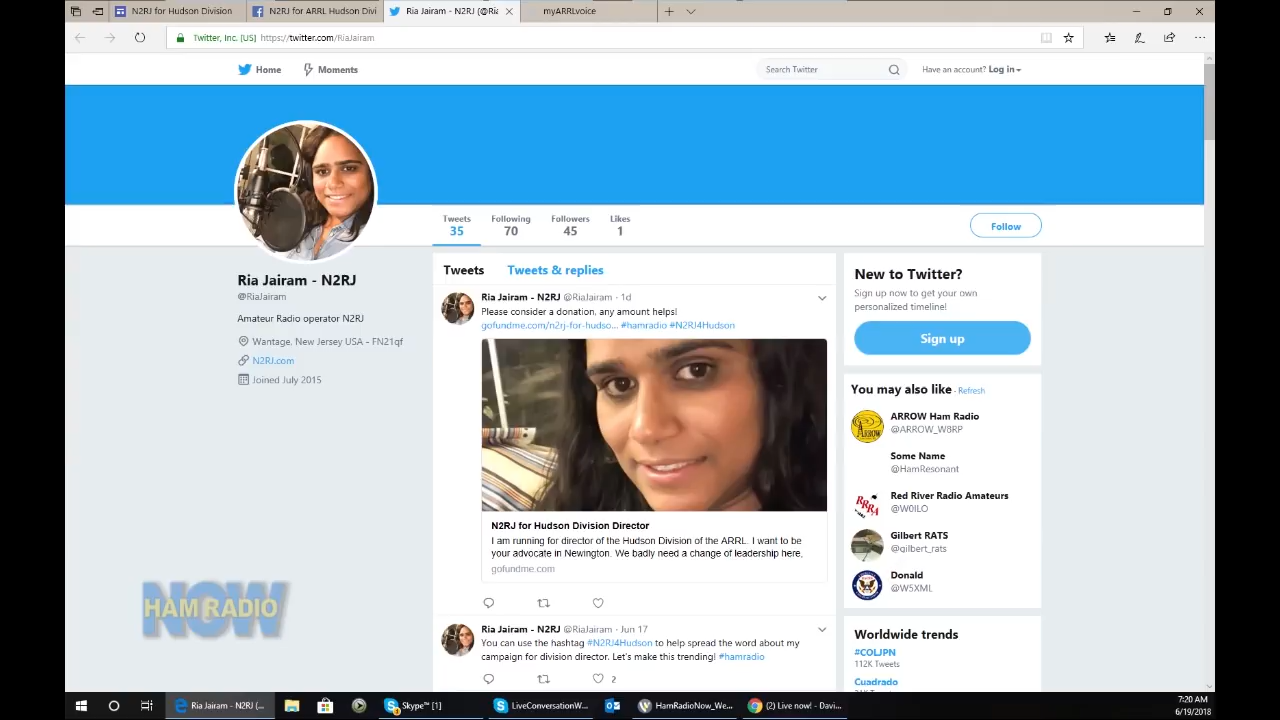 N2RJ for Hudson Division
N2RJ for ARRL Hudson Divi
Ria Jairam - N2RJ (@Ria
myARRLvoice
Twitter, Inc. [US] https://twitter.com/RiaJairam
Home
Moments
Search Twitter
Have an account? Log in
Tweets
35
Following
70
Followers
45
Likes
1
Follow
Ria Jairam - N2RJ
@RiaJairam
Amateur Radio operator N2RJ
Wantage, New Jersey USA - FN21qf
N2RJ.com
Joined July 2015
Tweets
Tweets & replies
Ria Jairam - N2RJ @RiaJairam · 1d
Please consider a donation, any amount helps!
gofundme.com/n2rj-for-hudso... #hamradio #N2RJ4Hudson
N2RJ for Hudson Division Director
I am running for director of the Hudson Division of the ARRL. I want to be
your advocate in Newington. We badly need a change of leadership here,
gofundme.com
Ria Jairam - N2RJ @RiaJairam · Jun 17
You can use the hashtag #N2RJ4Hudson to help spread the word about my
campaign for division director. Let's make this trending! #hamradio
2
New to Twitter?
Sign up now to get your own
personalized timeline!
Sign up
You may also like · Refresh
ARROW Ham Radio
@ARROW_W8RP
Some Name
@HamResonant
Red River Radio Amateurs
@W0ILO
Gilbert RATS
@gilbert_rats
Donald
@W5XML
Worldwide trends
#COLJPN
112K Tweets
Cuadrado
HAM RADIO
NOW
Ria Jairam - N2RJ (...
Skype™ [1]
LiveConversationW...
HamRadioNow_We...
(2) Live now! - Davi...
7:20 AM
6/19/2018